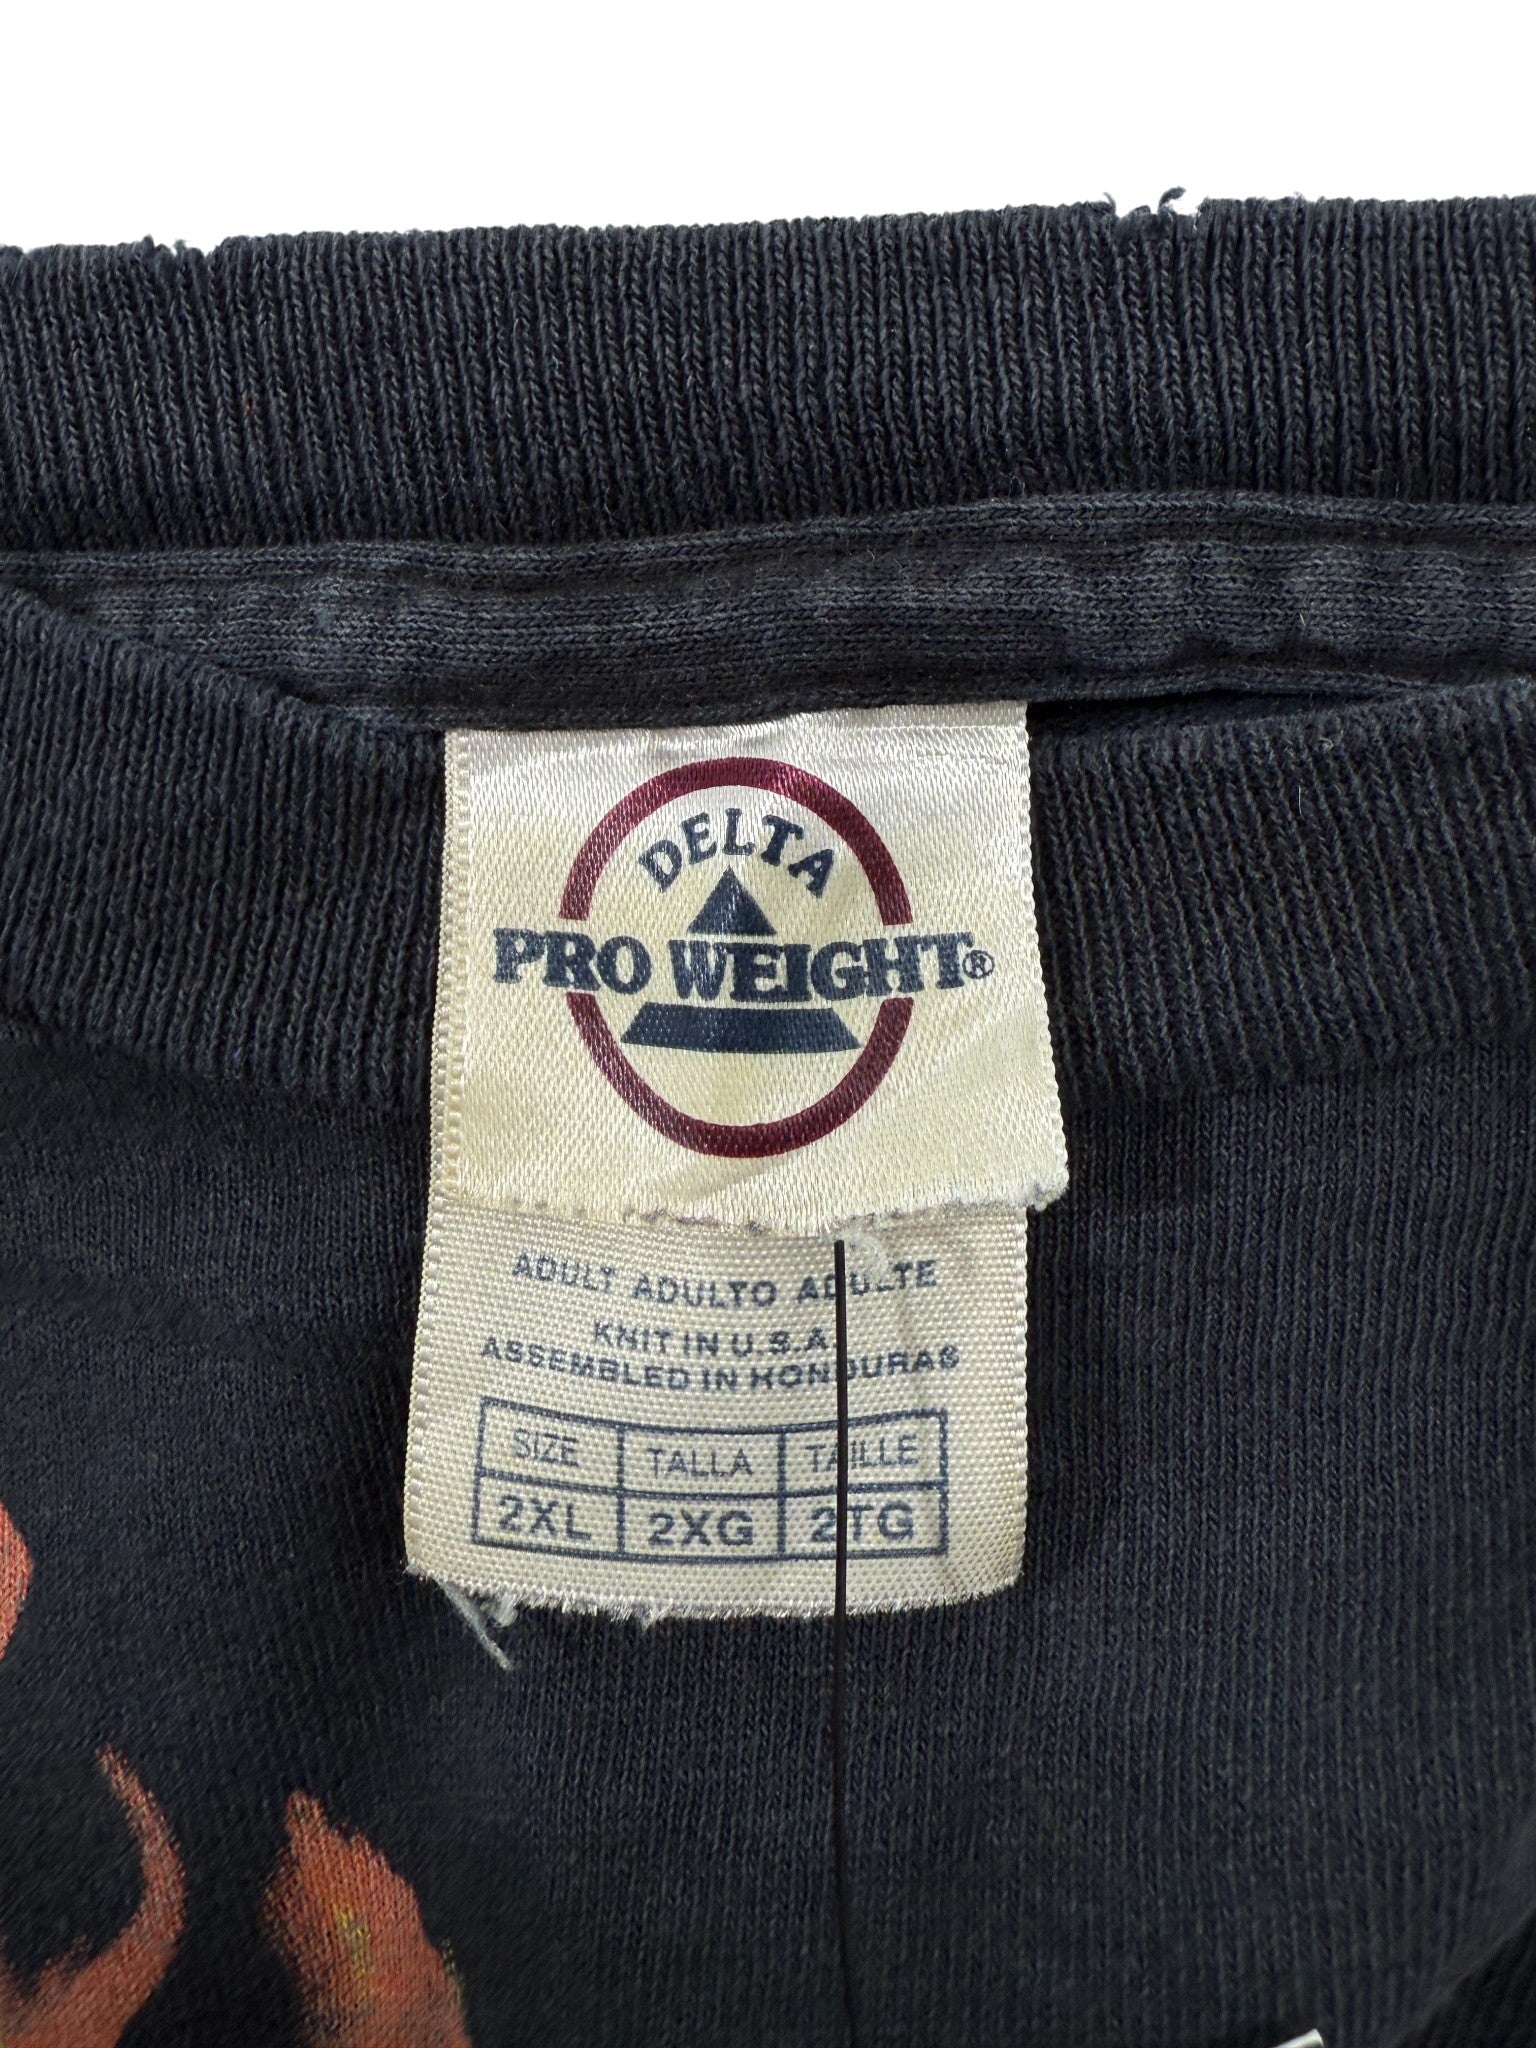 DELTA
PRO WEIGHT®
ADULT ADULTO ADULTE
KNIT IN U.S.A.
ASSEMBLED IN HONDURAS
SIZE TALLA TAILLE
2XL 2XG 2TG